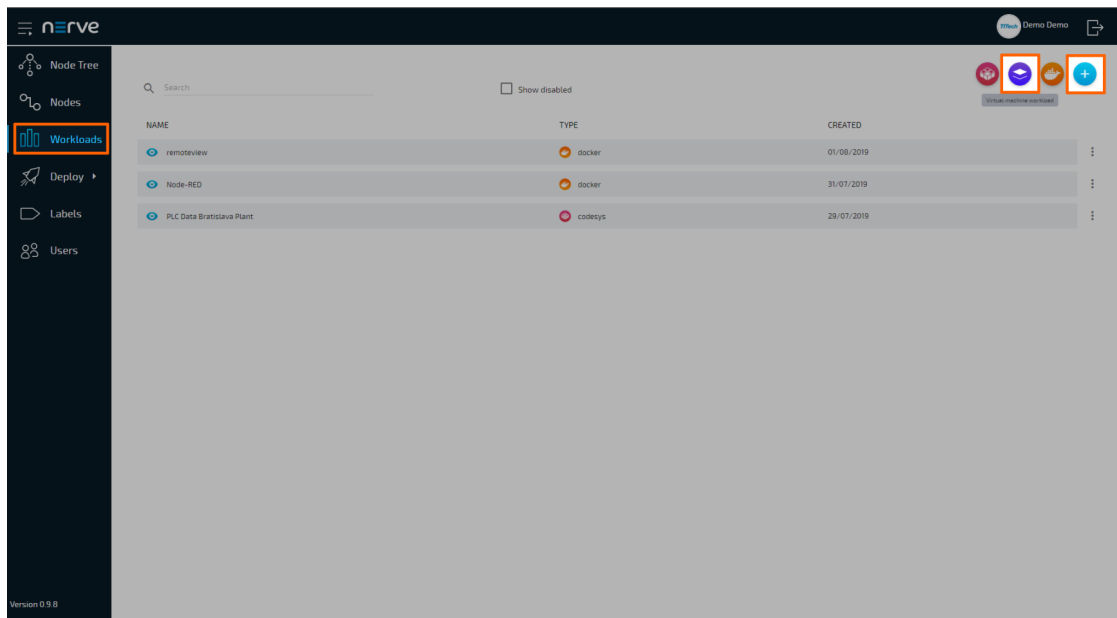 nerve
TTTech Demo Demo
Node Tree
Nodes
Workloads
Deploy
Labels
Users
Version 0.9.8
Search
Show disabled
Virtual machine workload
NAME TYPE CREATED
remoteview docker 01/08/2019
Node-RED docker 31/07/2019
PLC Data Bratislava Plant codesys 29/07/2019